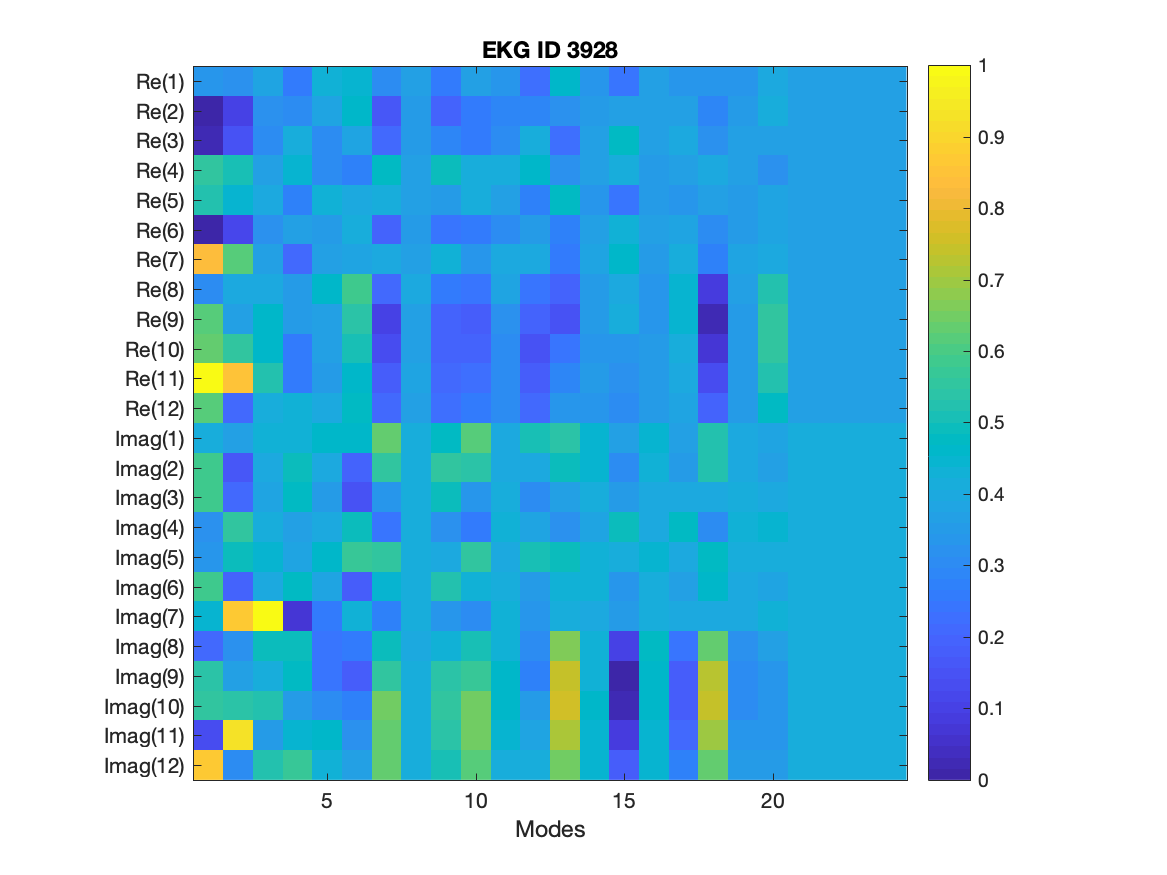 EKG ID 3928
Re(1)
Re(2)
Re(3)
Re(4)
Re(5)
Re(6)
Re(7)
Re(8)
Re(9)
Re(10)
Re(11)
Re(12)
Imag(1)
Imag(2)
Imag(3)
Imag(4)
Imag(5)
Imag(6)
Imag(7)
Imag(8)
Imag(9)
Imag(10)
Imag(11)
Imag(12)
5 10 15 20
Modes
1
0.9
0.8
0.7
0.6
0.5
0.4
0.3
0.2
0.1
0